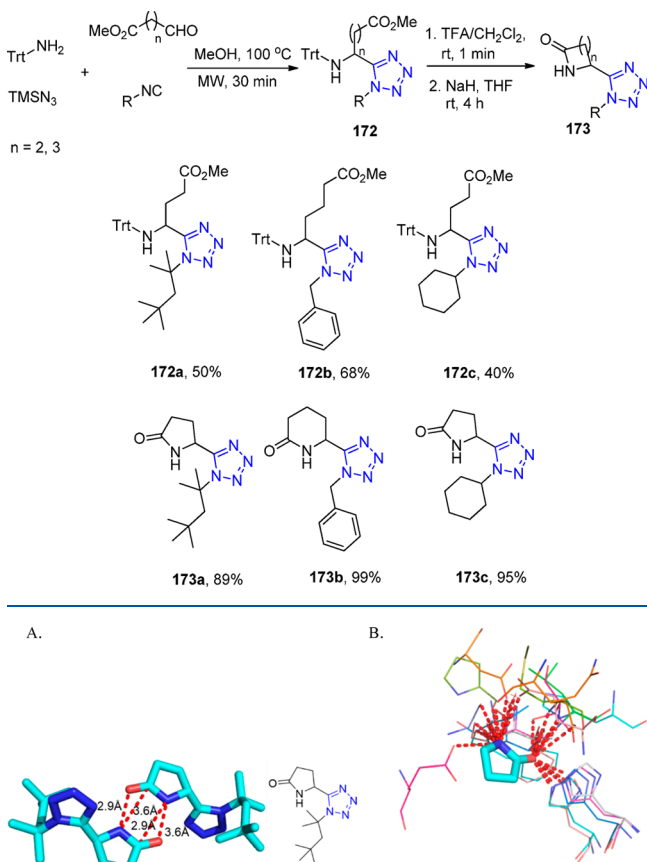 MeO₂C CHO
n
Trt NH₂
+
TMSN₃
R NC
n = 2, 3
MeOH, 100 °C
MW, 30 min
CO₂Me
n
Trt N H
N N N N
R
172
1. TFA/CH₂Cl₂,
rt, 1 min
2. NaH, THF
rt, 4 h
O
n
HN
N N N N
R
173
CO₂Me
Trt N H
N N N N
172a, 50%
CO₂Me
Trt N H
N N N N
172b, 68%
CO₂Me
Trt N H
N N N N
172c, 40%
O N H
N N N N
173a, 89%
O N H
N N N N
173b, 99%
O N H
N N N N
173c, 95%
A.
B.
2.9Å
3.6Å
2.9Å
3.6Å
O N H
N N N N